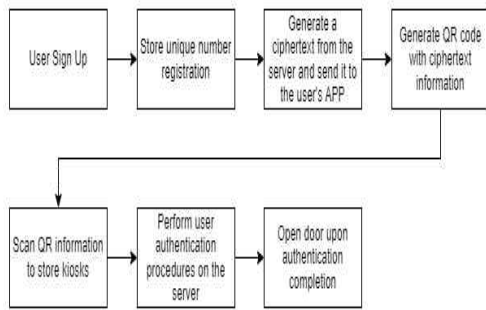 User Sign Up
Store unique number
registration
Generate a
ciphertext from the
server and send it to
the user's APP
Generate QR code
with ciphertext
information
Scan QR information
to store kiosks
Perform user
authentication
procedures on the
server
Open door upon
authentication
completion